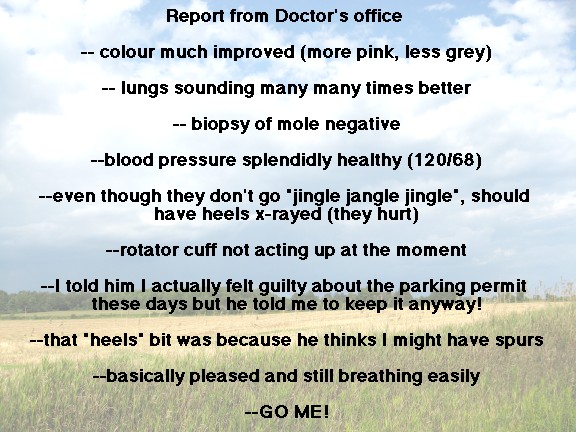 Report from Doctor's office
-- colour much improved (more pink, less grey)
-- lungs sounding many many times better
-- biopsy of mole negative
--blood pressure splendidly healthy (120/68)
--even though they don't go "jingle jangle jingle", should
have heels x-rayed (they hurt)
--rotator cuff not acting up at the moment
--I told him I actually felt guilty about the parking permit
these days but he told me to keep it anyway!
--that "heels" bit was because he thinks I might have spurs
--basically pleased and still breathing easily
--GO ME!